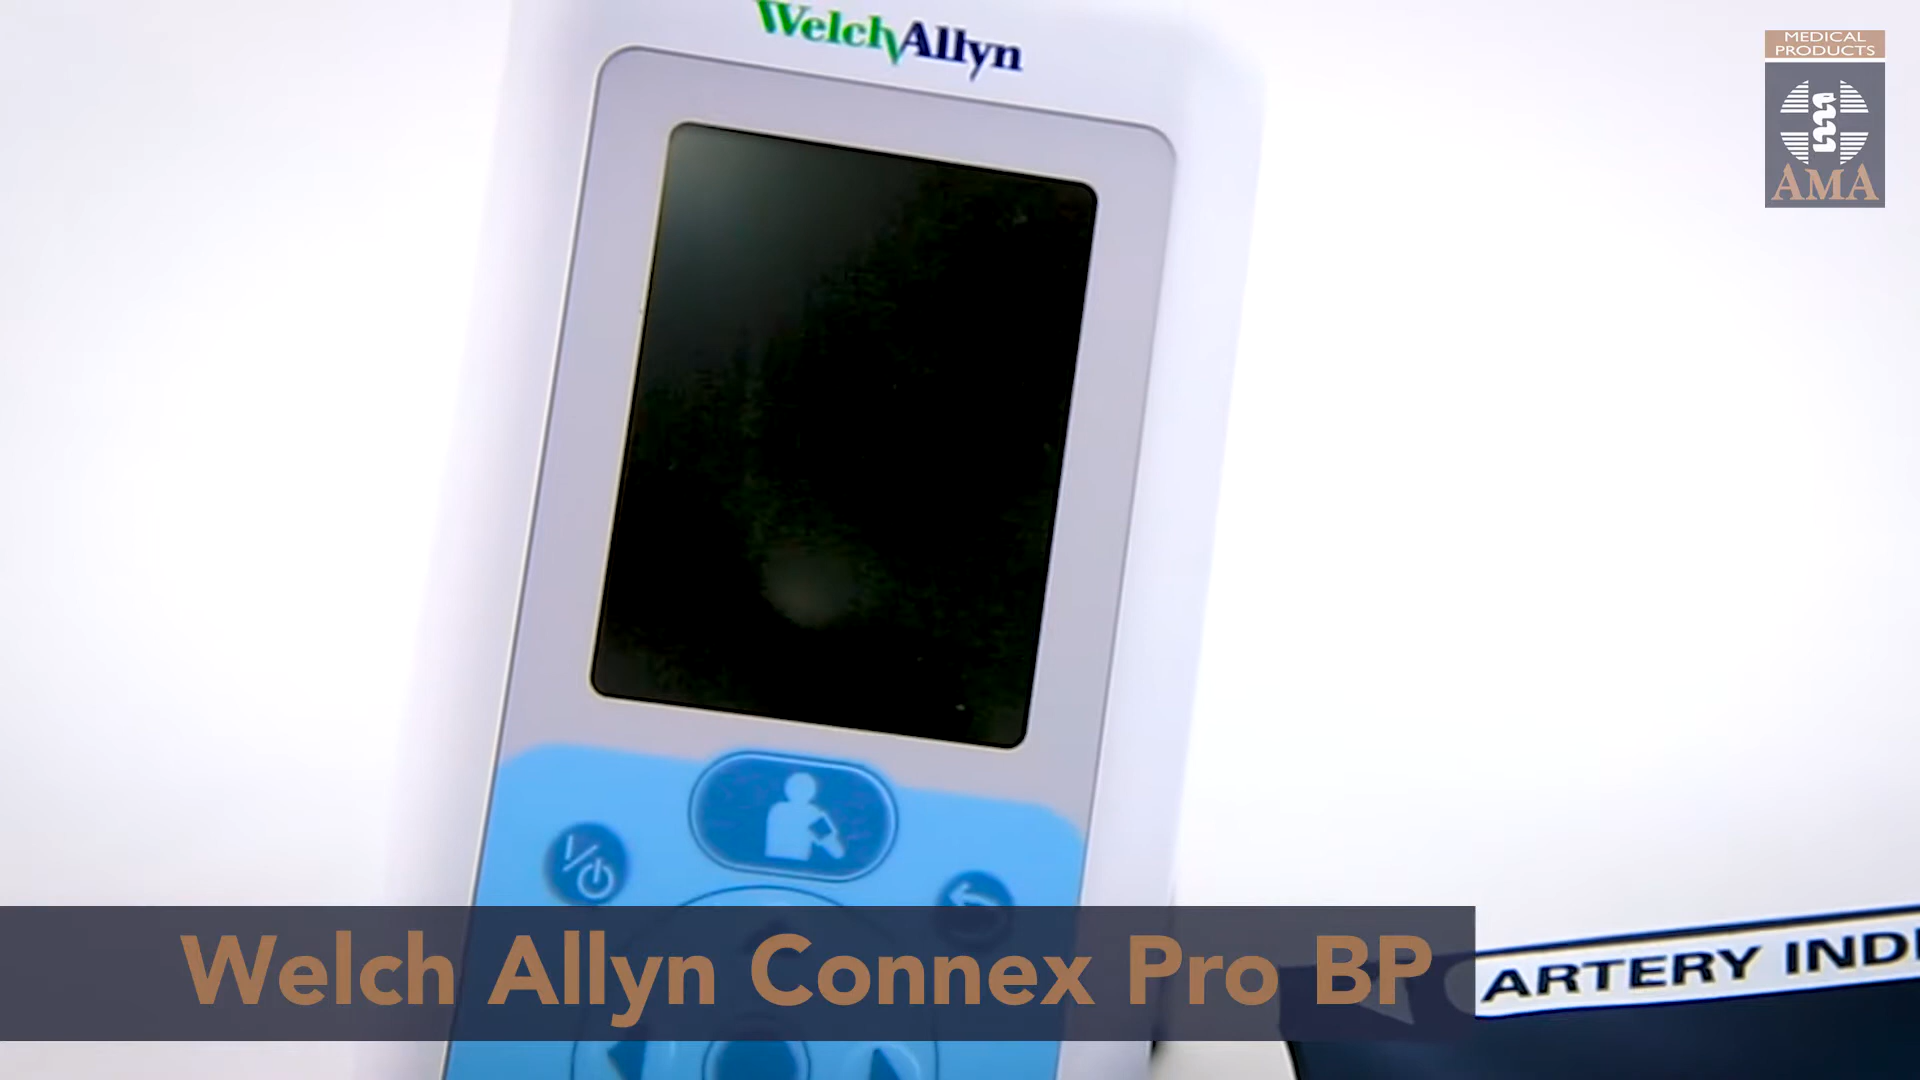 WelchAllyn
MEDICAL
PRODUCTS
AMA
Welch Allyn Connex Pro BP
ARTERY IND